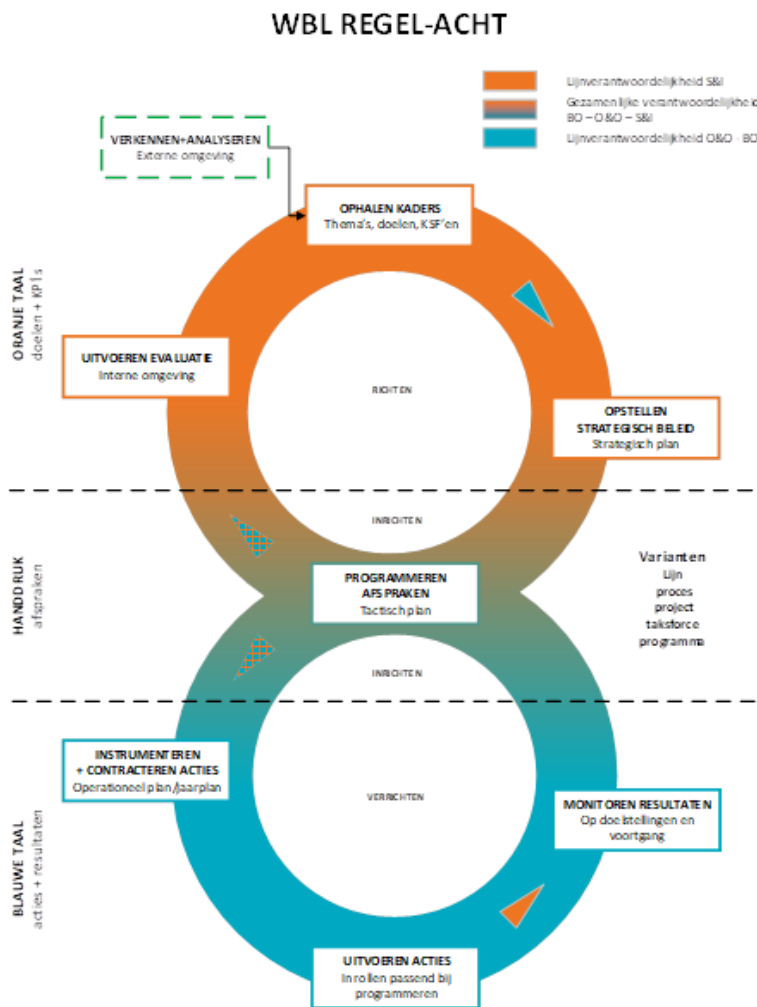 WBL REGEL-ACHT
Lijnverantwoordelijkheid S&I
Gezamenlijke verantwoordelijkheid
BO – O&O – S&I
Lijnverantwoordelijkheid O&O - BO
VERKENNEN+ANALYSEREN
Externe omgeving
OPHALEN KADERS
Thema's, doelen, KSF'en
ORANJE TAAL
doelen + KPI's
UITVOEREN EVALUATIE
Interne omgeving
RICHTEN
OPSTELLEN
STRATEGISCH BELEID
Strategisch plan
INRICHTEN
HANDDRUK
afspraken
PROGRAMMEREN
AFSPRAKEN
Tactisch plan
Varianten
Lijn
proces
project
taksforce
programma
INRICHTEN
INSTRUMENTEREN
+ CONTRACTEREN ACTIES
Operationeel plan/jaarplan
VERRICHTEN
MONITOREN RESULTATEN
Op doelstellingen en
voortgang
BLAUWE TAAL
acties + resultaten
UITVOEREN ACTIES
In rollen passend bij
programmeren